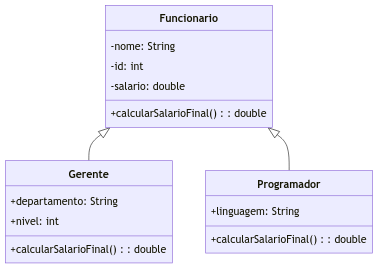 Funcionario
-nome: String
-id: int
-salario: double
+calcularSalarioFinal() : : double
Gerente
+departamento: String
+nivel: int
+calcularSalarioFinal() : : double
Programador
+linguagem: String
+calcularSalarioFinal() : : double